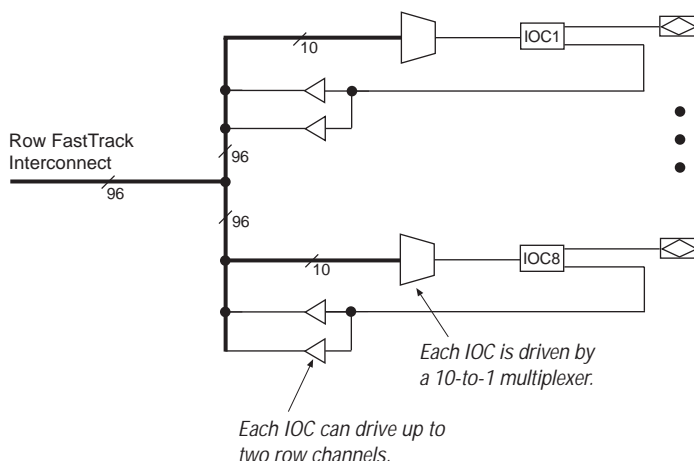 10
IOC1
96
Row FastTrack
Interconnect
96
96
10
IOC8
Each IOC is driven by
a 10-to-1 multiplexer.
Each IOC can drive up to
two row channels.